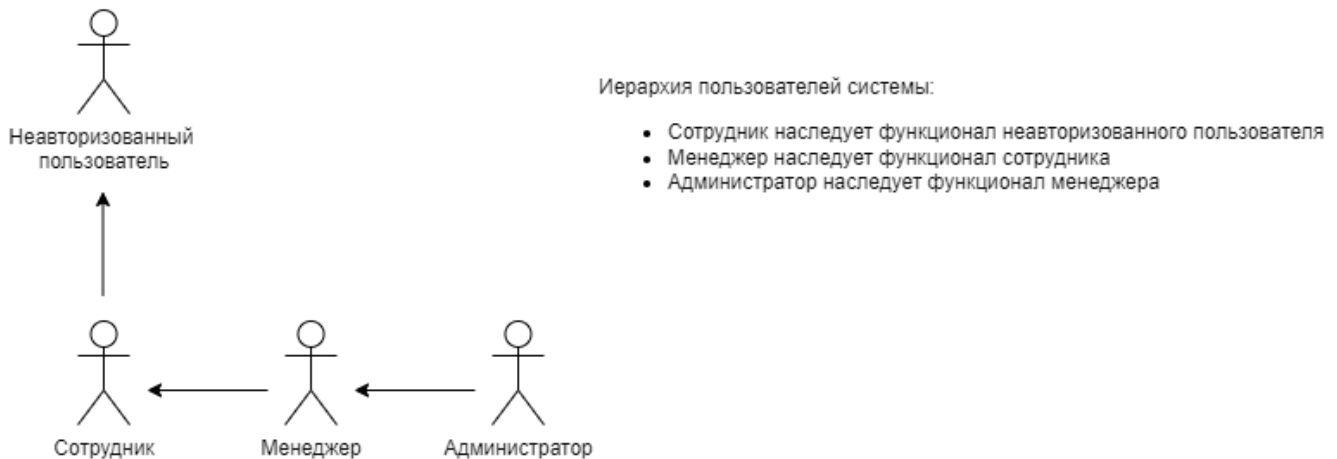 Неавторизованный
пользователь
Иерархия пользователей системы:
• Сотрудник наследует функционал неавторизованного пользователя
• Менеджер наследует функционал сотрудника
• Администратор наследует функционал менеджера
Сотрудник
Менеджер
Администратор